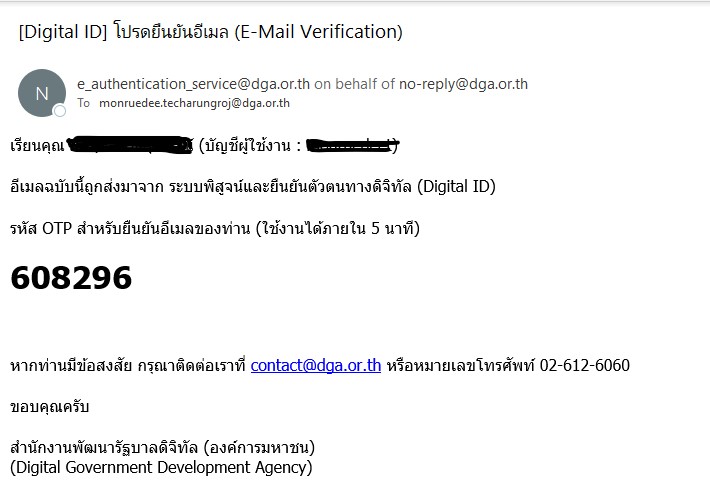 [Digital ID] โปรดยืนยันอีเมล (E-Mail Verification)
N
e_authentication_service@dga.or.th on behalf of no-reply@dga.or.th
To monruedee.techarungroj@dga.or.th
เรียนคุณ (บัญชีผู้ใช้งาน : )
อีเมลฉบับนี้ถูกส่งมาจาก ระบบพิสูจน์และยืนยันตัวตนทางดิจิทัล (Digital ID)
รหัส OTP สำหรับยืนยันอีเมลของท่าน (ใช้งานได้ภายใน 5 นาที)
608296
หากท่านมีข้อสงสัย กรุณาติดต่อเราที่ contact@dga.or.th หรือหมายเลขโทรศัพท์ 02-612-6060
ขอบคุณครับ
สำนักงานพัฒนารัฐบาลดิจิทัล (องค์การมหาชน)
(Digital Government Development Agency)